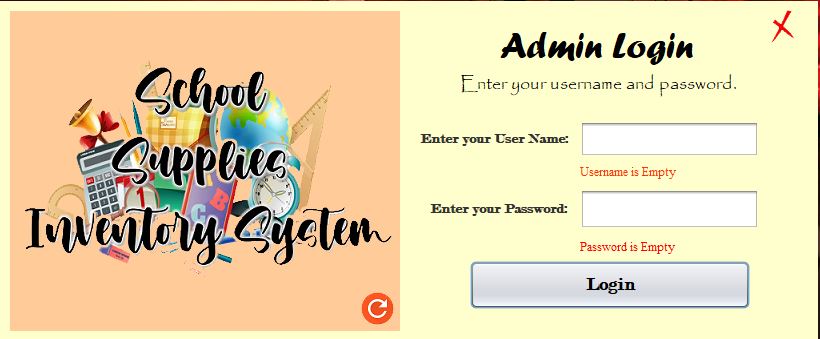 School
Supplies
Inventory System
Admin Login
Enter your username and password.
Enter your User Name:
Username is Empty
Enter your Password:
Password is Empty
Login